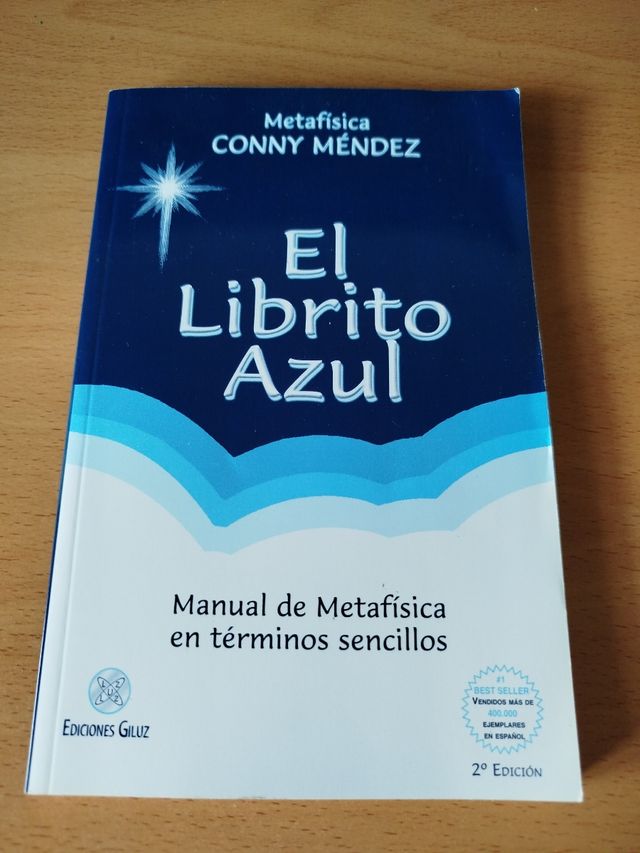 Metafísica
CONNY MÉNDEZ
El
Librito
Azul
Manual de Metafísica
en términos sencillos
LUZ
EDICIONES GILUZ
#1
BEST SELLER
VENDIDOS MÁS DE
400.000
EJEMPLARES
EN ESPAÑOL
2º EDICIÓN